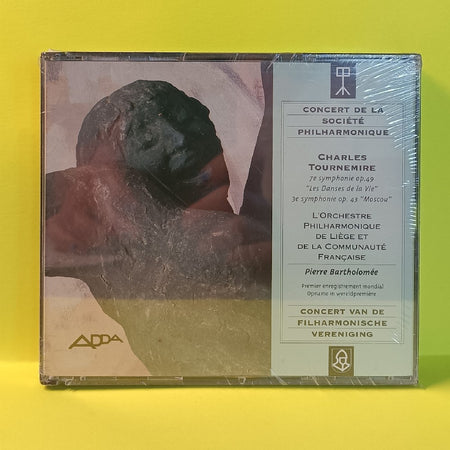 CONCERT DE LA
SOCIÉTÉ
PHILHARMONIQUE
CHARLES
TOURNEMIRE
7e symphonie op.49
"Les Danses de la Vie"
3e symphonie op. 43 "Moscou"
L'ORCHESTRE
PHILHARMONIQUE
DE LIÈGE ET
DE LA COMMUNAUTÉ
FRANÇAISE
Pierre Bartholomée
Premier enregistrement mondial
Opname in wereldpremière
CONCERT VAN DE
FILHARMONISCHE
VERENIGING
ADDA